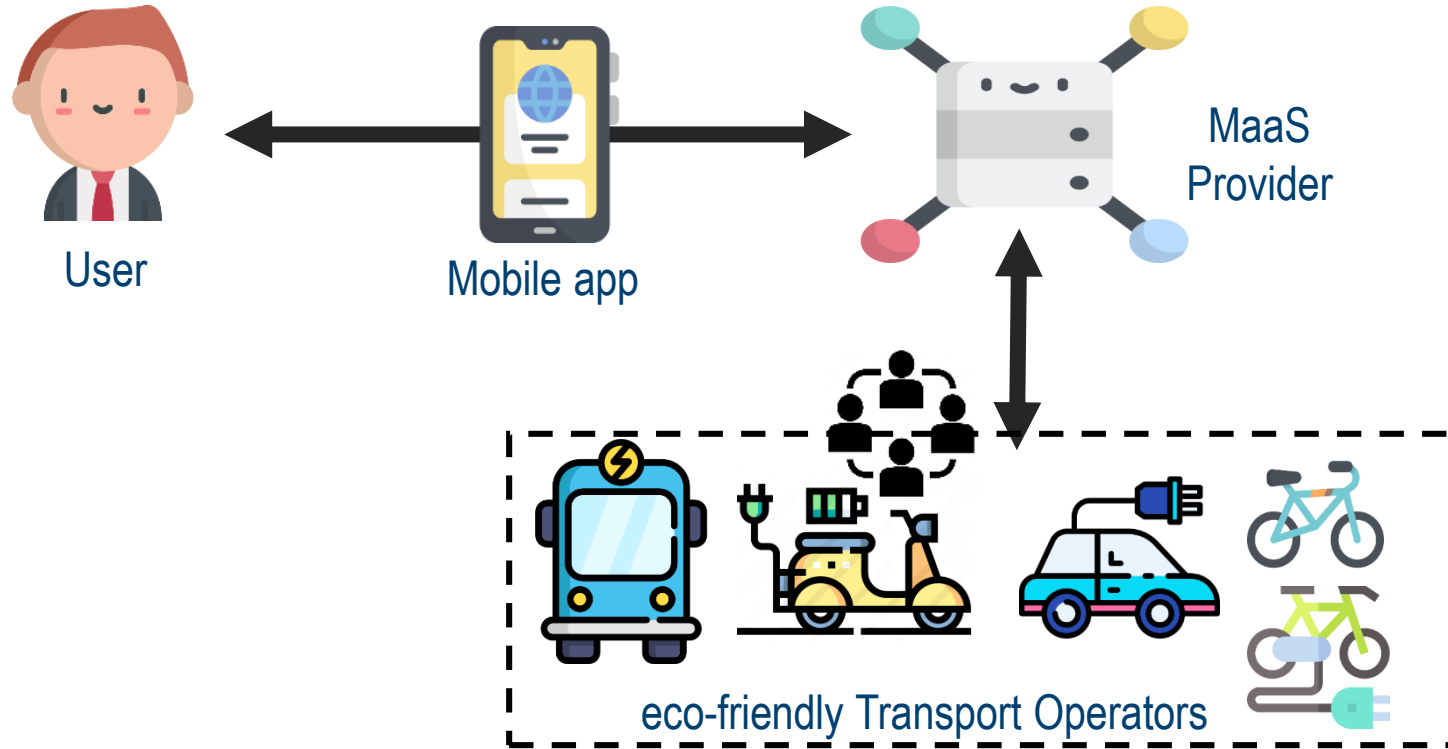 User
Mobile app
MaaS
Provider
eco-friendly Transport Operators